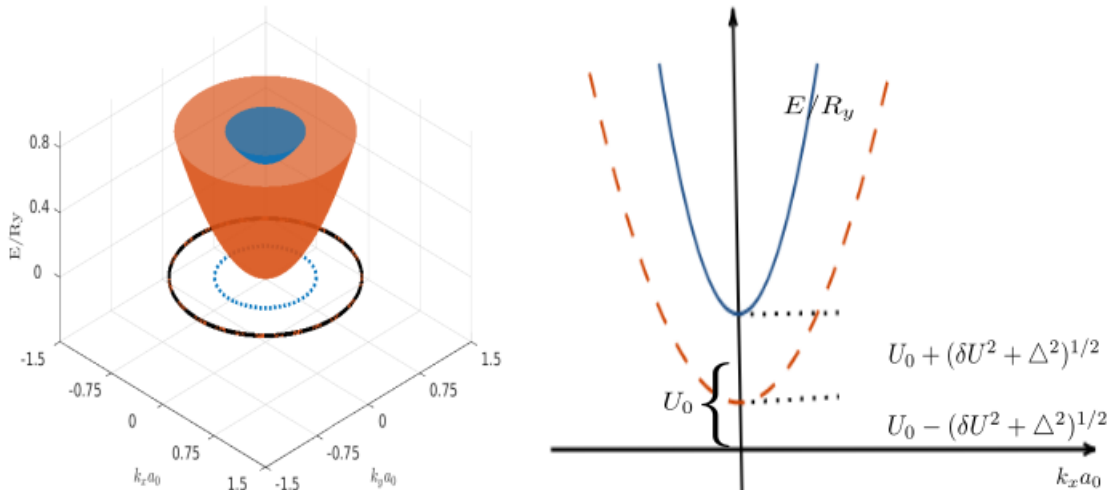 0.8
0.4
0
E/Ry
-1.5
-0.75
0
0.75
1.5
k_x a_0
-1.5
-0.75
0
0.75
1.5
k_y a_0
E/R_y
U_0 + (δU^2 + △^2)^{1/2}
U_0
U_0 − (δU^2 + △^2)^{1/2}
k_x a_0